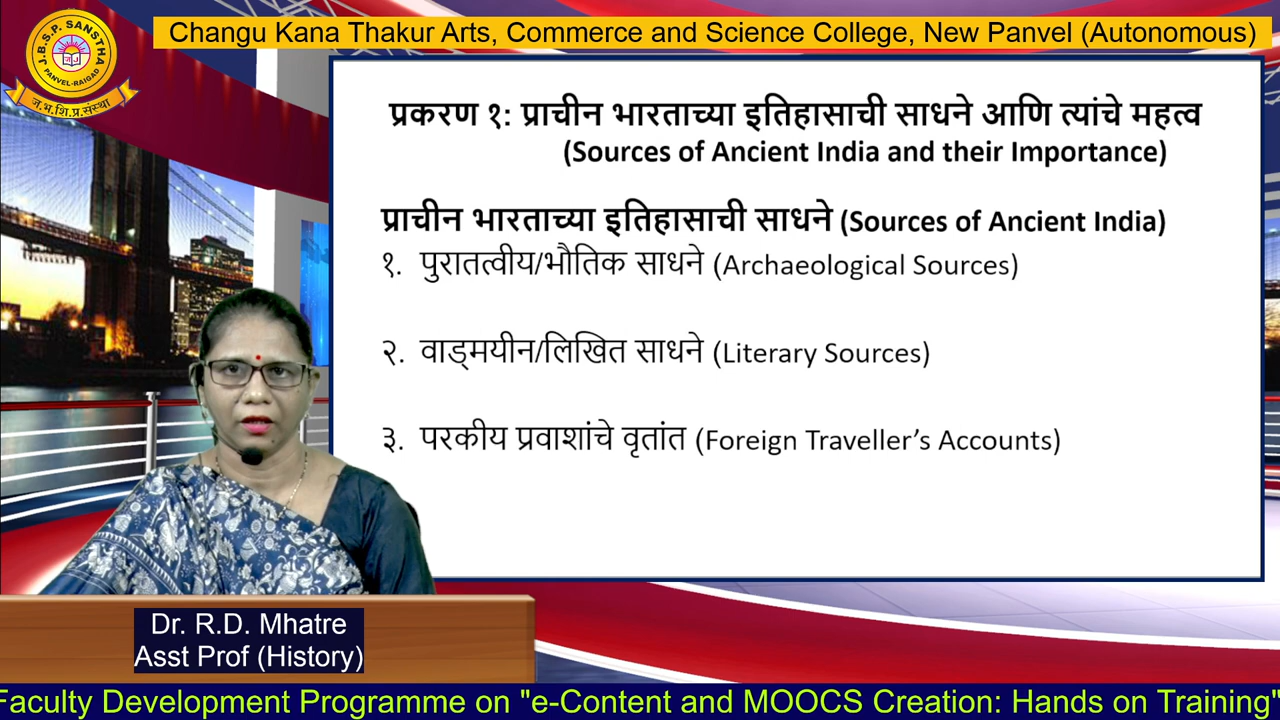 J.B.S.P. SANSTHA
PANVEL-RAIGAD
ज.भ.शि.प्र.संस्था
Changu Kana Thakur Arts, Commerce and Science College, New Panvel (Autonomous)
प्रकरण १: प्राचीन भारताच्या इतिहासाची साधने आणि त्यांचे महत्व
(Sources of Ancient India and their Importance)
प्राचीन भारताच्या इतिहासाची साधने (Sources of Ancient India)
१. पुरातत्वीय/भौतिक साधने (Archaeological Sources)
२. वाड्मयीन/लिखित साधने (Literary Sources)
३. परकीय प्रवाशांचे वृतांत (Foreign Traveller’s Accounts)
Dr. R.D. Mhatre
Asst Prof (History)
Faculty Development Programme on "e-Content and MOOCS Creation: Hands on Training"